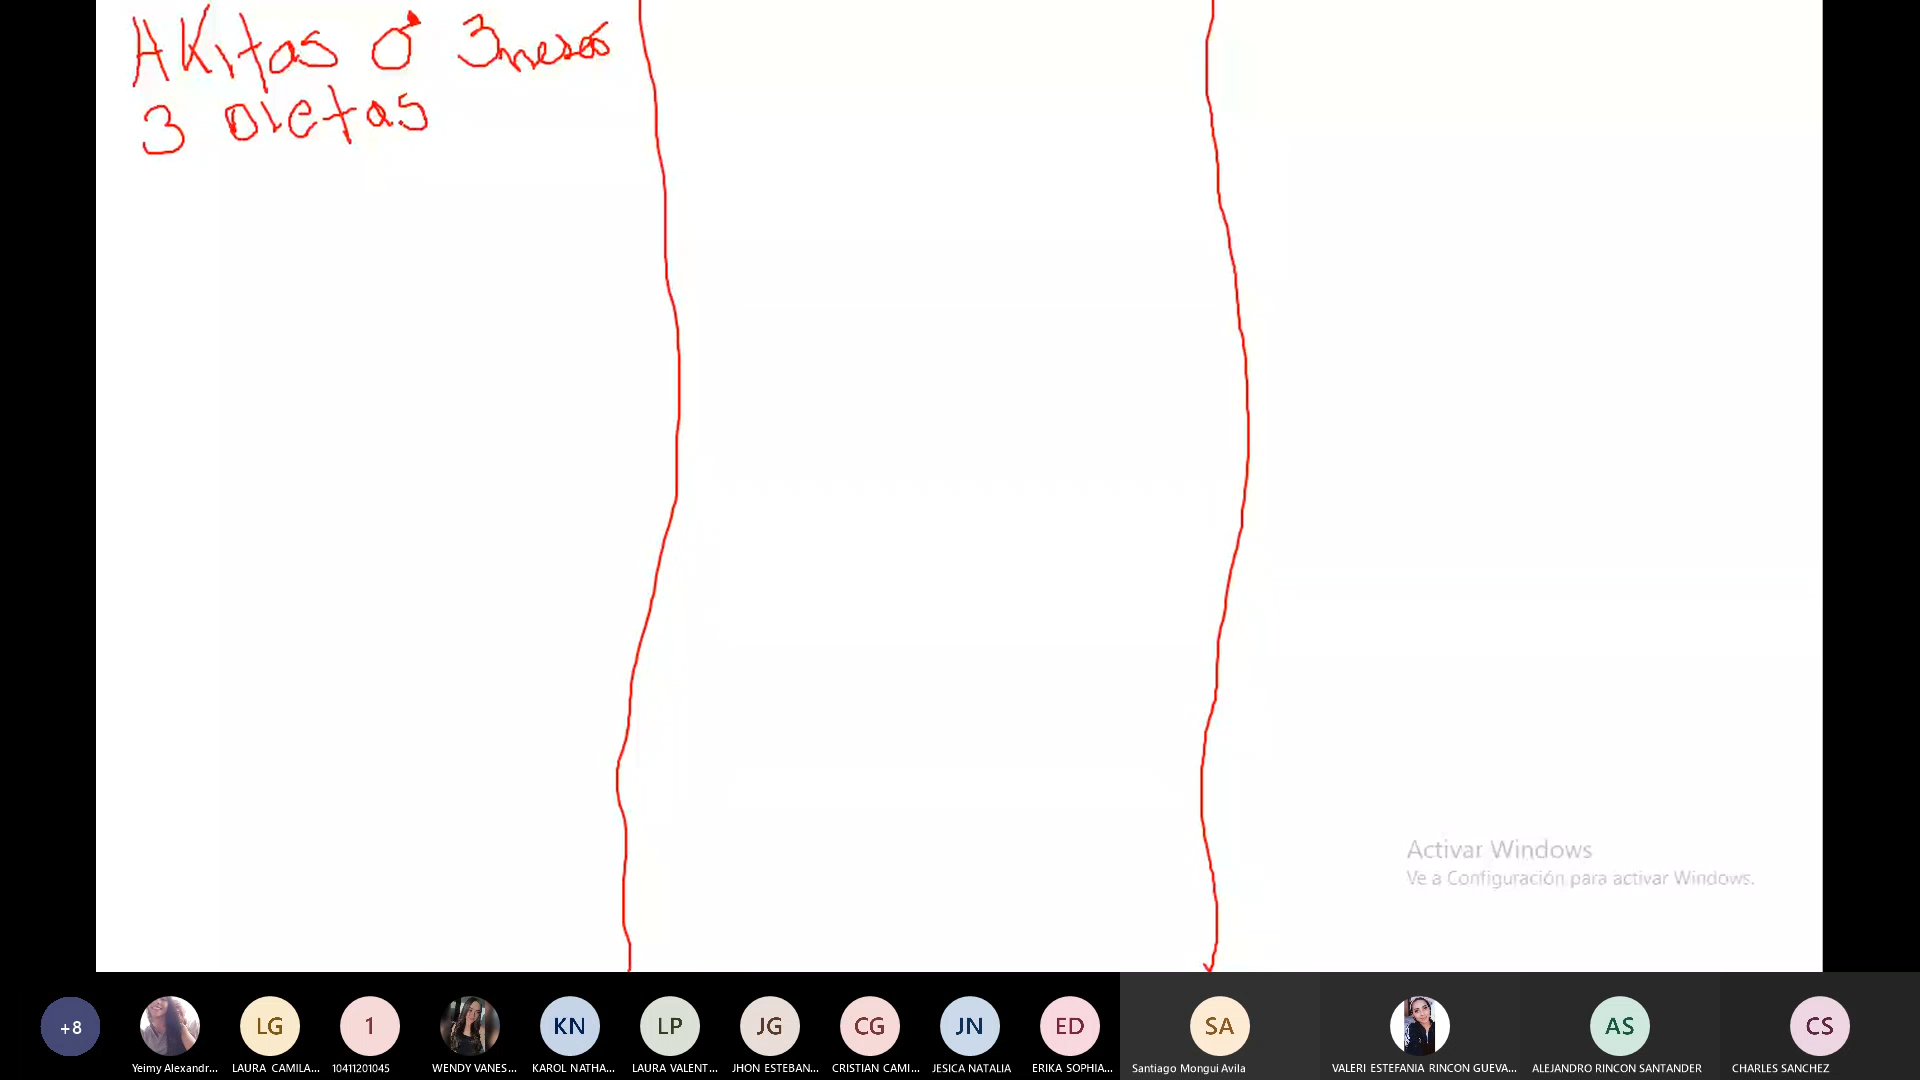 AKitas ♂ 3 meses
3 Dietas
Activar Windows
Ve a Configuración para activar Windows.
+8
LG
1
KN
LP
JG
CG
JN
ED
SA
AS
CS
Yeimy Alexandr...
LAURA CAMILA...
10411201045
WENDY VANES...
KAROL NATHA...
LAURA VALENT...
JHON ESTEBAN...
CRISTIAN CAMI...
JESICA NATALIA
ERIKA SOPHIA...
Santiago Mongui Avila
VALERI ESTEFANIA RINCON GUEVA...
ALEJANDRO RINCON SANTANDER
CHARLES SANCHEZ